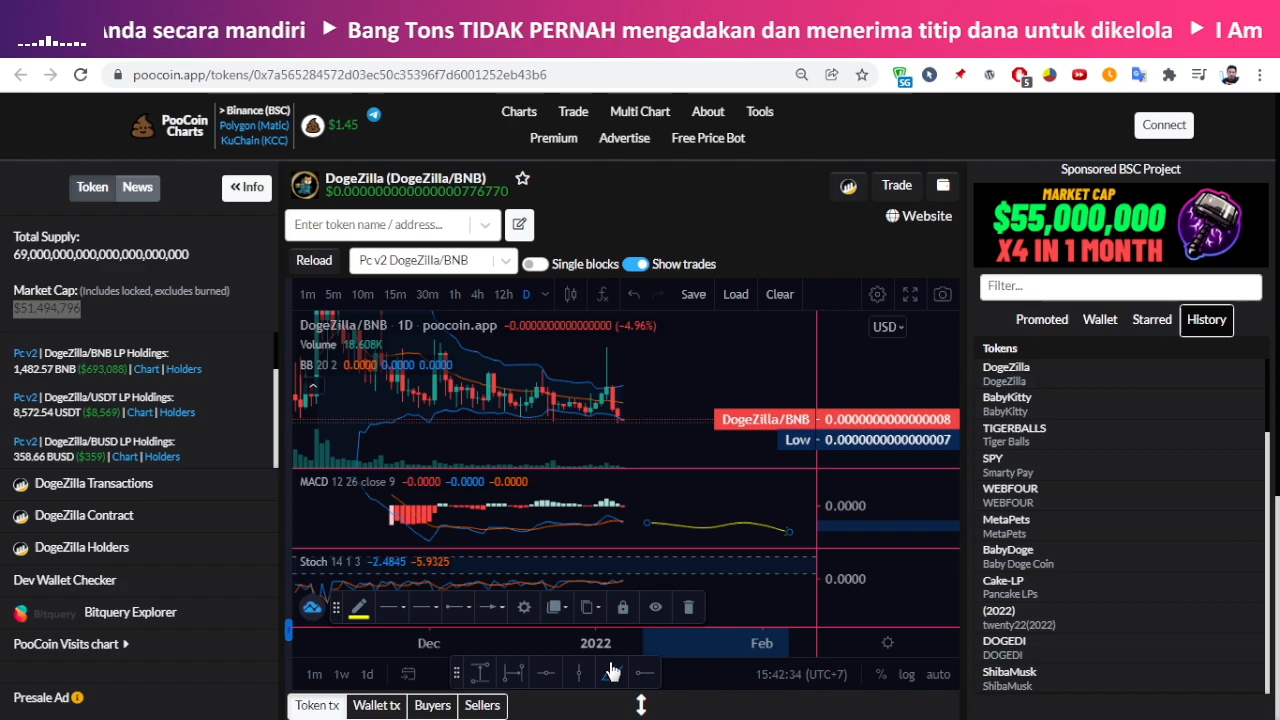 Anda secara mandiri ▶ Bang Tons TIDAK PERNAH mengadakan dan menerima titip dana untuk dikelola ▶ I Am
poocoin.app/tokens/0x7a565284572d03ec50c35396f7d6001252eb43b6
SG
5
PooCoin
Charts
> Binance (BSC)
Polygon (Matic)
KuChain (KCC)
$1.45
Charts Trade Multi Chart About Tools
Premium Advertise Free Price Bot
Connect
Token News
Info
Total Supply:
69,000,000,000,000,000,000,000
Market Cap: (Includes locked, excludes burned)
$51,494,796
Pc v2 | DogeZilla/BNB LP Holdings:
1,482.57 BNB ($693,088) | Chart | Holders
Pc v2 | DogeZilla/USDT LP Holdings:
8,572.54 USDT ($8,569) | Chart | Holders
Pc v2 | DogeZilla/BUSD LP Holdings:
358.66 BUSD ($359) | Chart | Holders
DogeZilla Transactions
DogeZilla Contract
DogeZilla Holders
Dev Wallet Checker
Bitquery Bitquery Explorer
PooCoin Visits chart
Presale Ad
DogeZilla (DogeZilla/BNB)
$0.000000000000000776770
Trade
Website
Enter token name / address...
Reload
Pc v2 DogeZilla/BNB
Single blocks
Show trades
1m 5m 10m 15m 30m 1h 4h 12h D
Save Load Clear
DogeZilla/BNB · 1D · poocoin.app −0.0000000000000000 (−4.96%)
USD
Volume 18.608K
BB 20 2 0.0000 0.0000 0.0000
DogeZilla/BNB 0.0000000000000008
Low 0.0000000000000007
MACD 12 26 close 9 −0.0000 −0.0000 −0.0000
0.0000
Stoch 14 1 3 −2.4845 −5.9325
0.0000
Dec 2022 Feb
1m 1w 1d
15:42:34 (UTC+7)
log auto
Token tx Wallet tx Buyers Sellers
Sponsored BSC Project
MARKET CAP
$55,000,000
X4 IN 1 MONTH
Filter...
Promoted Wallet Starred History
Tokens
DogeZilla
DogeZilla
BabyKitty
BabyKitty
TIGERBALLS
Tiger Balls
SPY
Smarty Pay
WEBFOUR
WEBFOUR
MetaPets
MetaPets
BabyDoge
Baby Doge Coin
Cake-LP
Pancake LPs
(2022)
twenty22(2022)
DOGEDI
DOGEDI
ShibaMusk
ShibaMusk